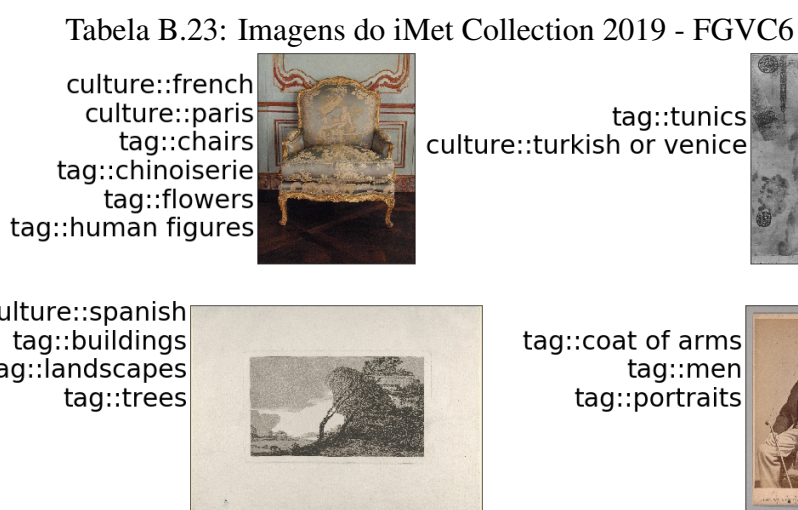 Tabela B.23: Imagens do iMet Collection 2019 - FGVC6
culture::french
culture::paris
tag::chairs
tag::chinoiserie
tag::flowers
tag::human figures
tag::tunics
culture::turkish or venice
ulture::spanish
tag::buildings
ag::landscapes
tag::trees
tag::coat of arms
tag::men
tag::portraits